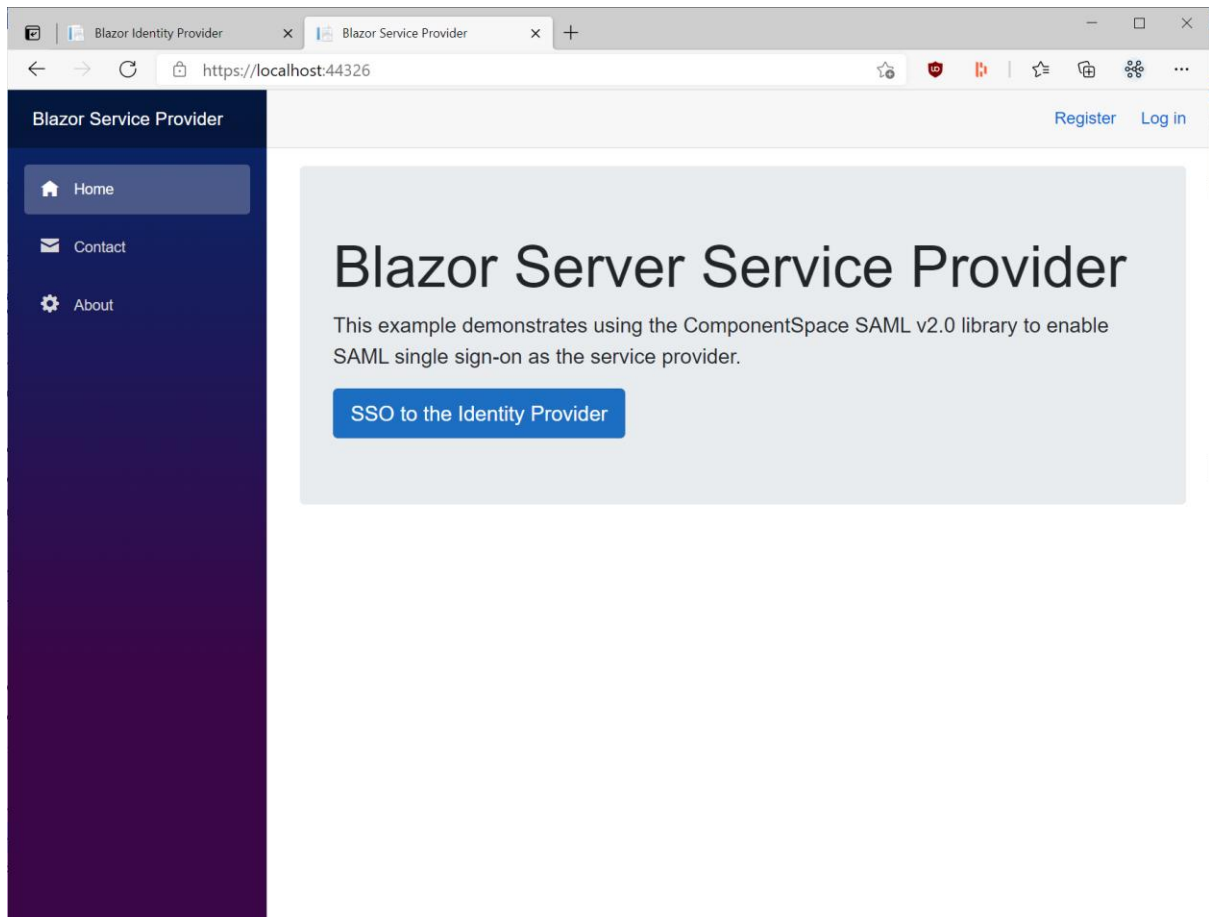 Blazor Identity Provider
Blazor Service Provider
https://localhost:44326
Blazor Service Provider
Register Log in
Home
Contact
About
Blazor Server Service Provider
This example demonstrates using the ComponentSpace SAML v2.0 library to enable
SAML single sign-on as the service provider.
SSO to the Identity Provider